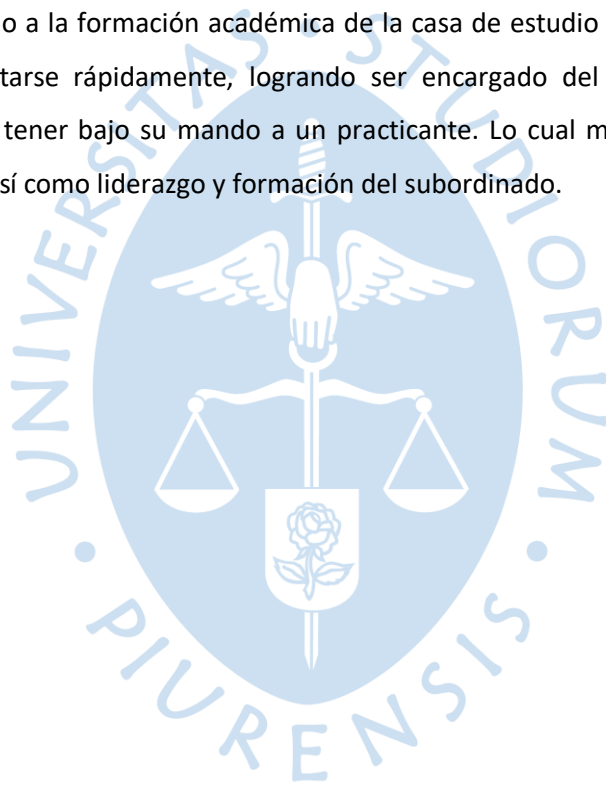 o a la formación académica de la casa de estudio
tarse rápidamente, logrando ser encargado del
tener bajo su mando a un practicante. Lo cual m
sí como liderazgo y formación del subordinado.
UNIVERSITAS • STUDIORUM • PIURENSIS